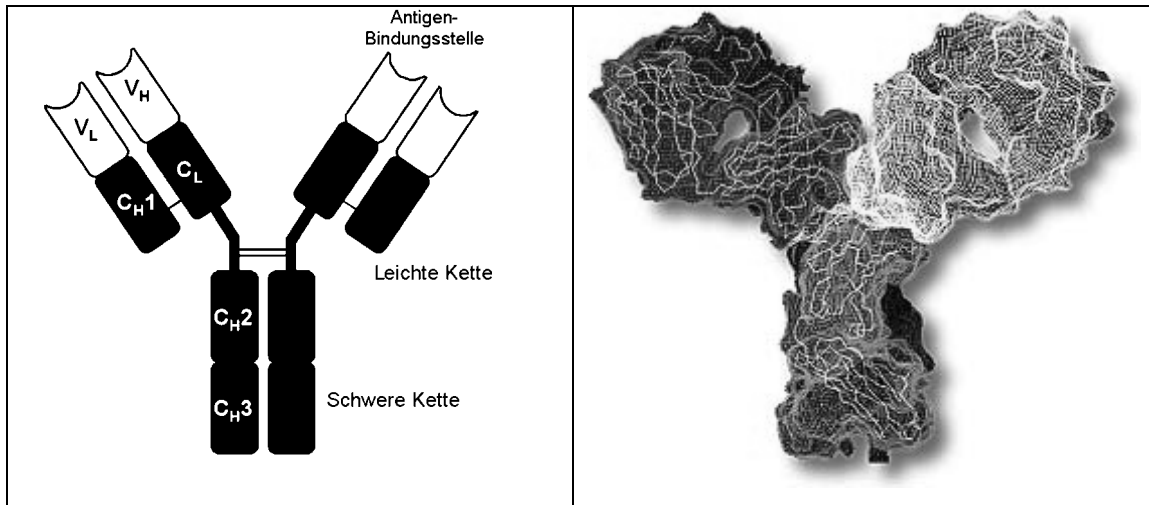 Antigen-
Bindungsstelle
VH
VL
CL
CH1
Leichte Kette
CH2
CH3
Schwere Kette